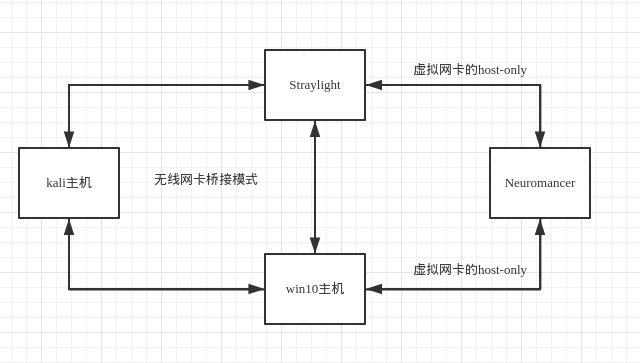 虚拟网卡的host-only
Straylight
kali主机
无线网卡桥接模式
Neuromancer
虚拟网卡的host-only
win10主机